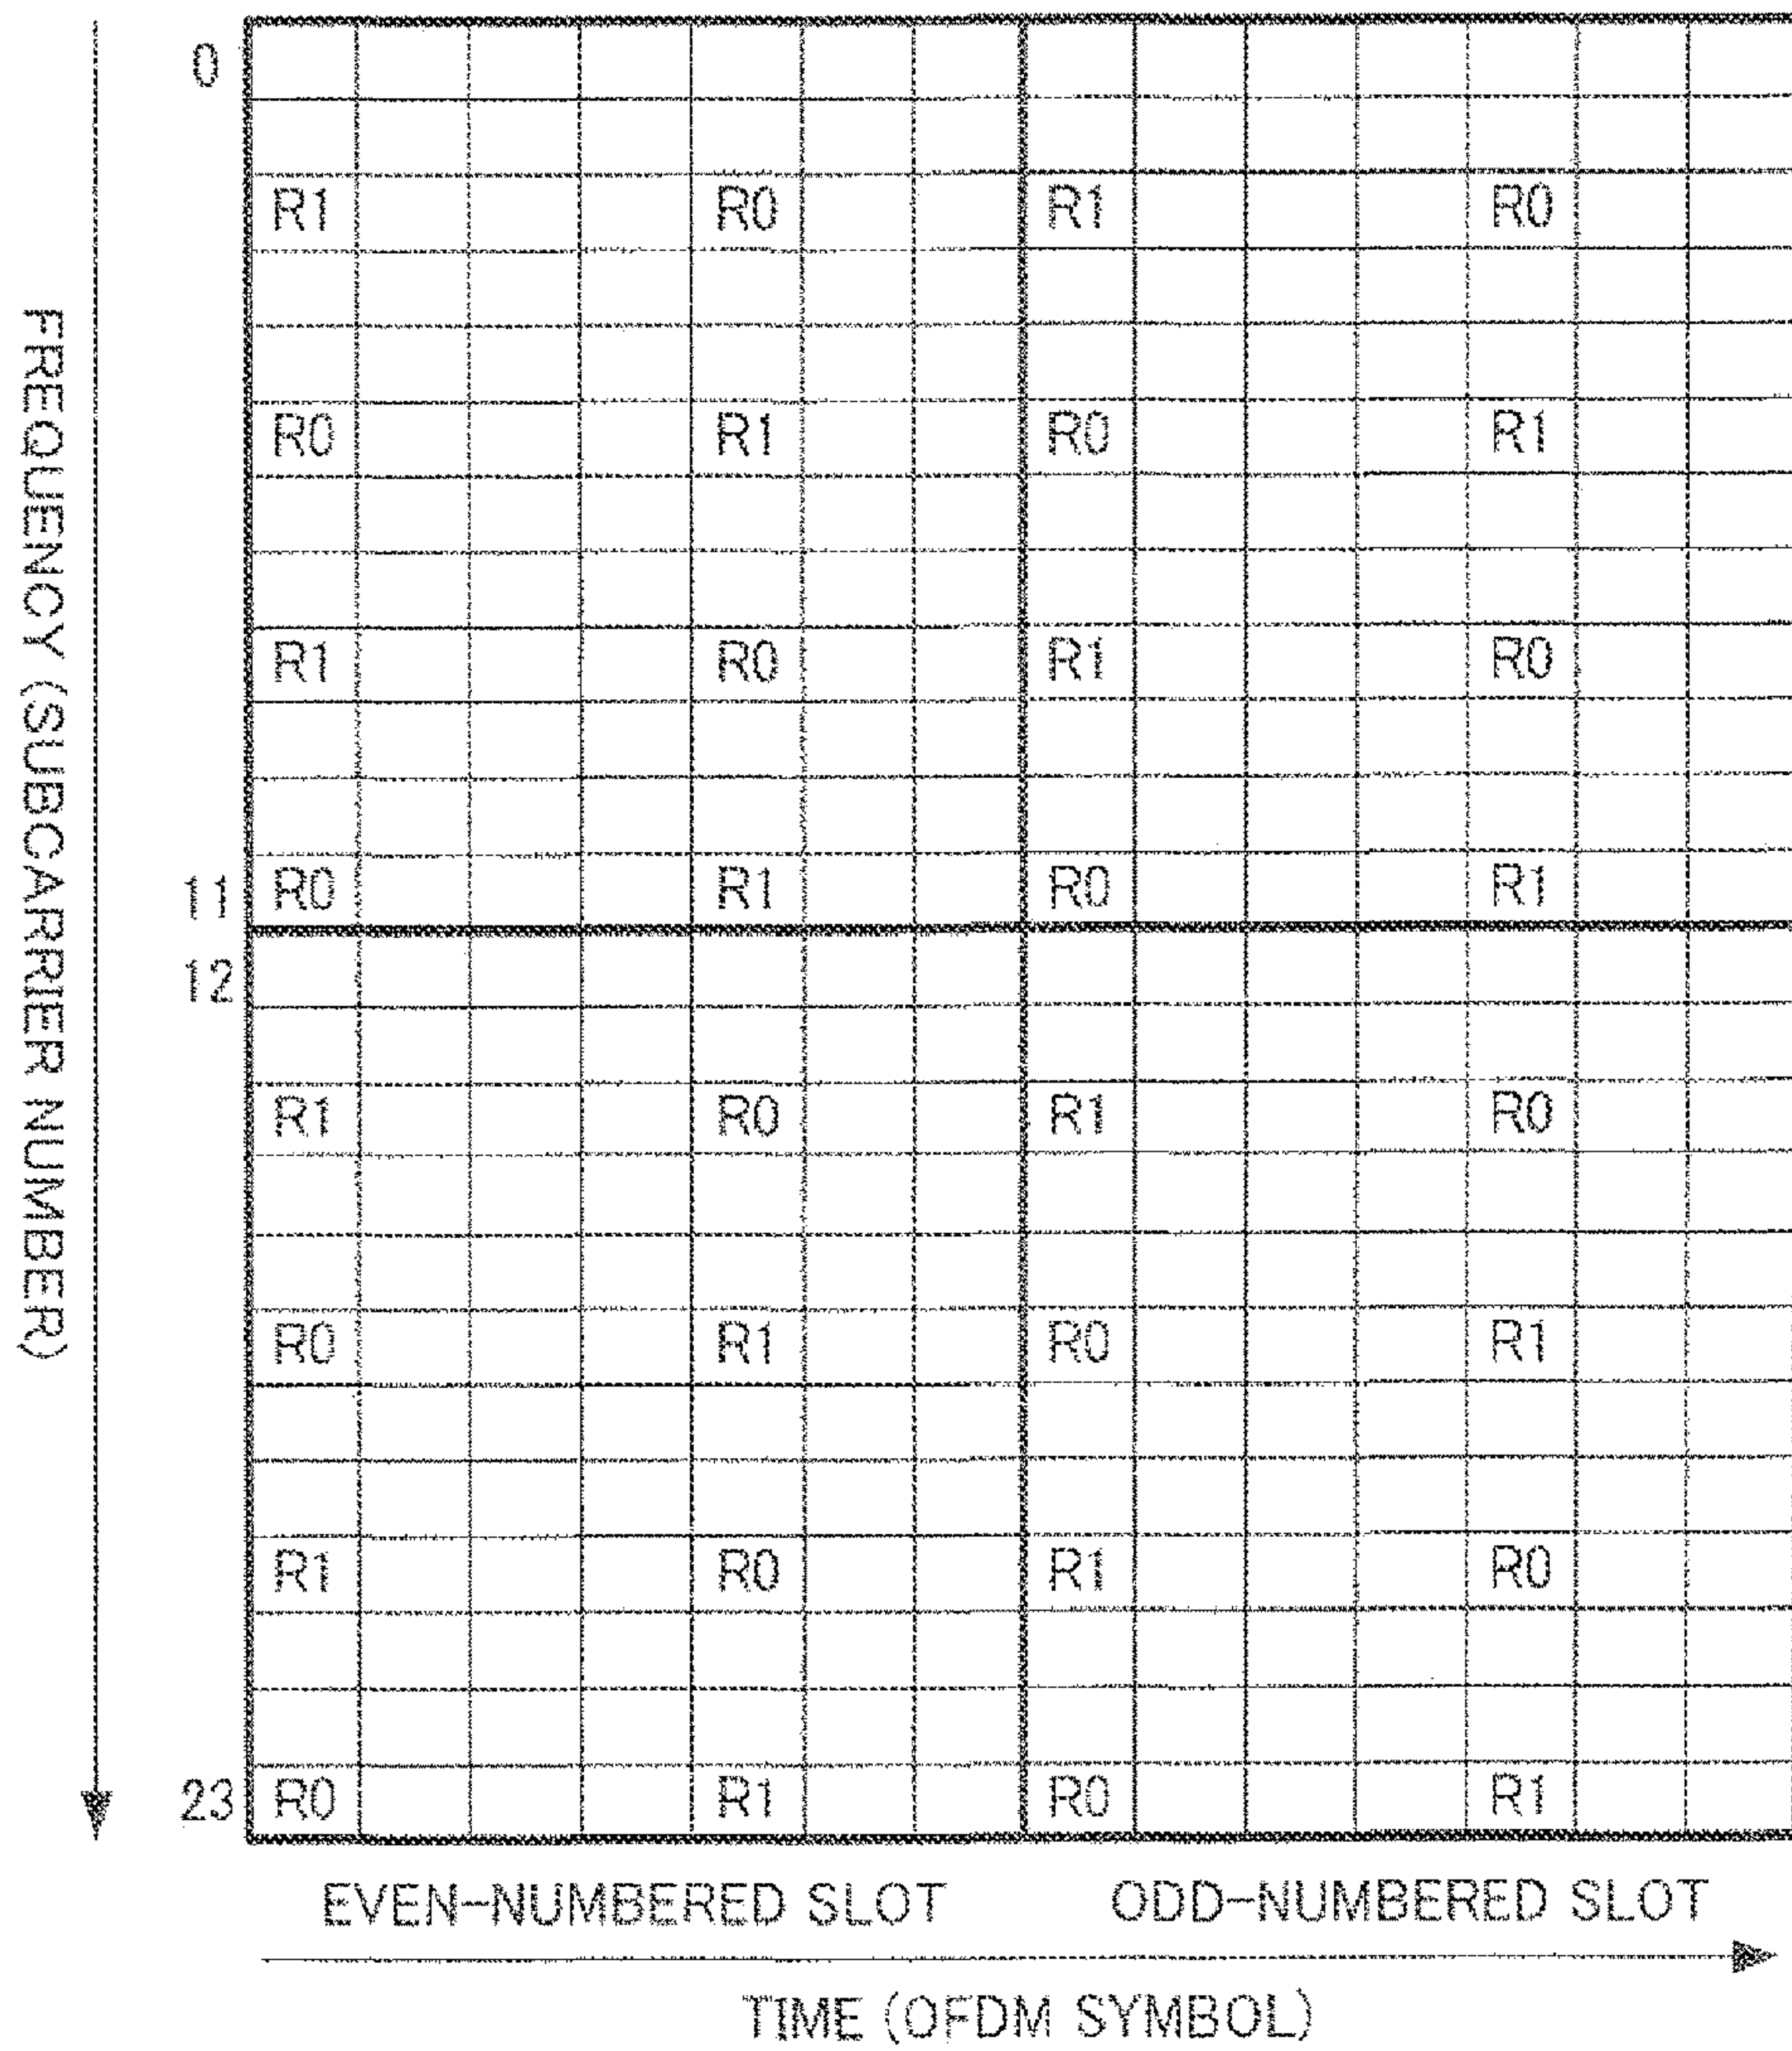 FREQUENCY (SUBCARRIER NUMBER)
0
R1 R0 R1 R0
R0 R1 R0 R1
R1 R0 R1 R0
11 R0 R1 R0 R1
12
R1 R0 R1 R0
R0 R1 R0 R1
R1 R0 R1 R0
23 R0 R1 R0 R1
EVEN-NUMBERED SLOT ODD-NUMBERED SLOT
TIME (OFDM SYMBOL)